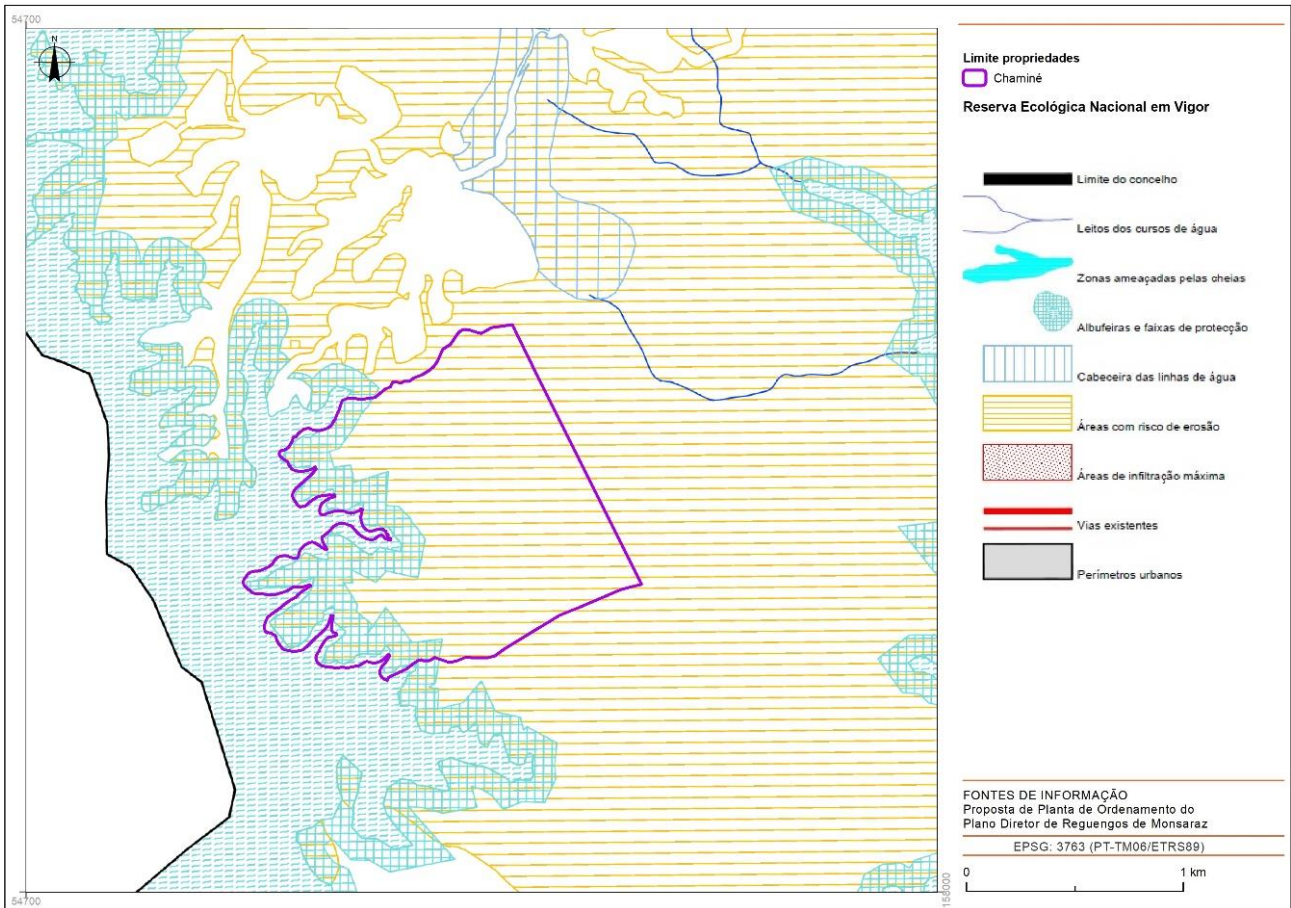 54700
N
Limite propriedades
Chaminé
Reserva Ecológica Nacional em Vigor
Limite do concelho
Leitos dos cursos de água
Zonas ameaçadas pelas cheias
Albufeiras e faixas de protecção
Cabeceira das linhas de água
Áreas com risco de erosão
Áreas de infiltração máxima
Vias existentes
Perímetros urbanos
FONTES DE INFORMAÇÃO
Proposta de Planta de Ordenamento do
Plano Diretor de Reguengos de Monsaraz
EPSG: 3763 (PT-TM06/ETRS89)
0 1 km
54700
158000